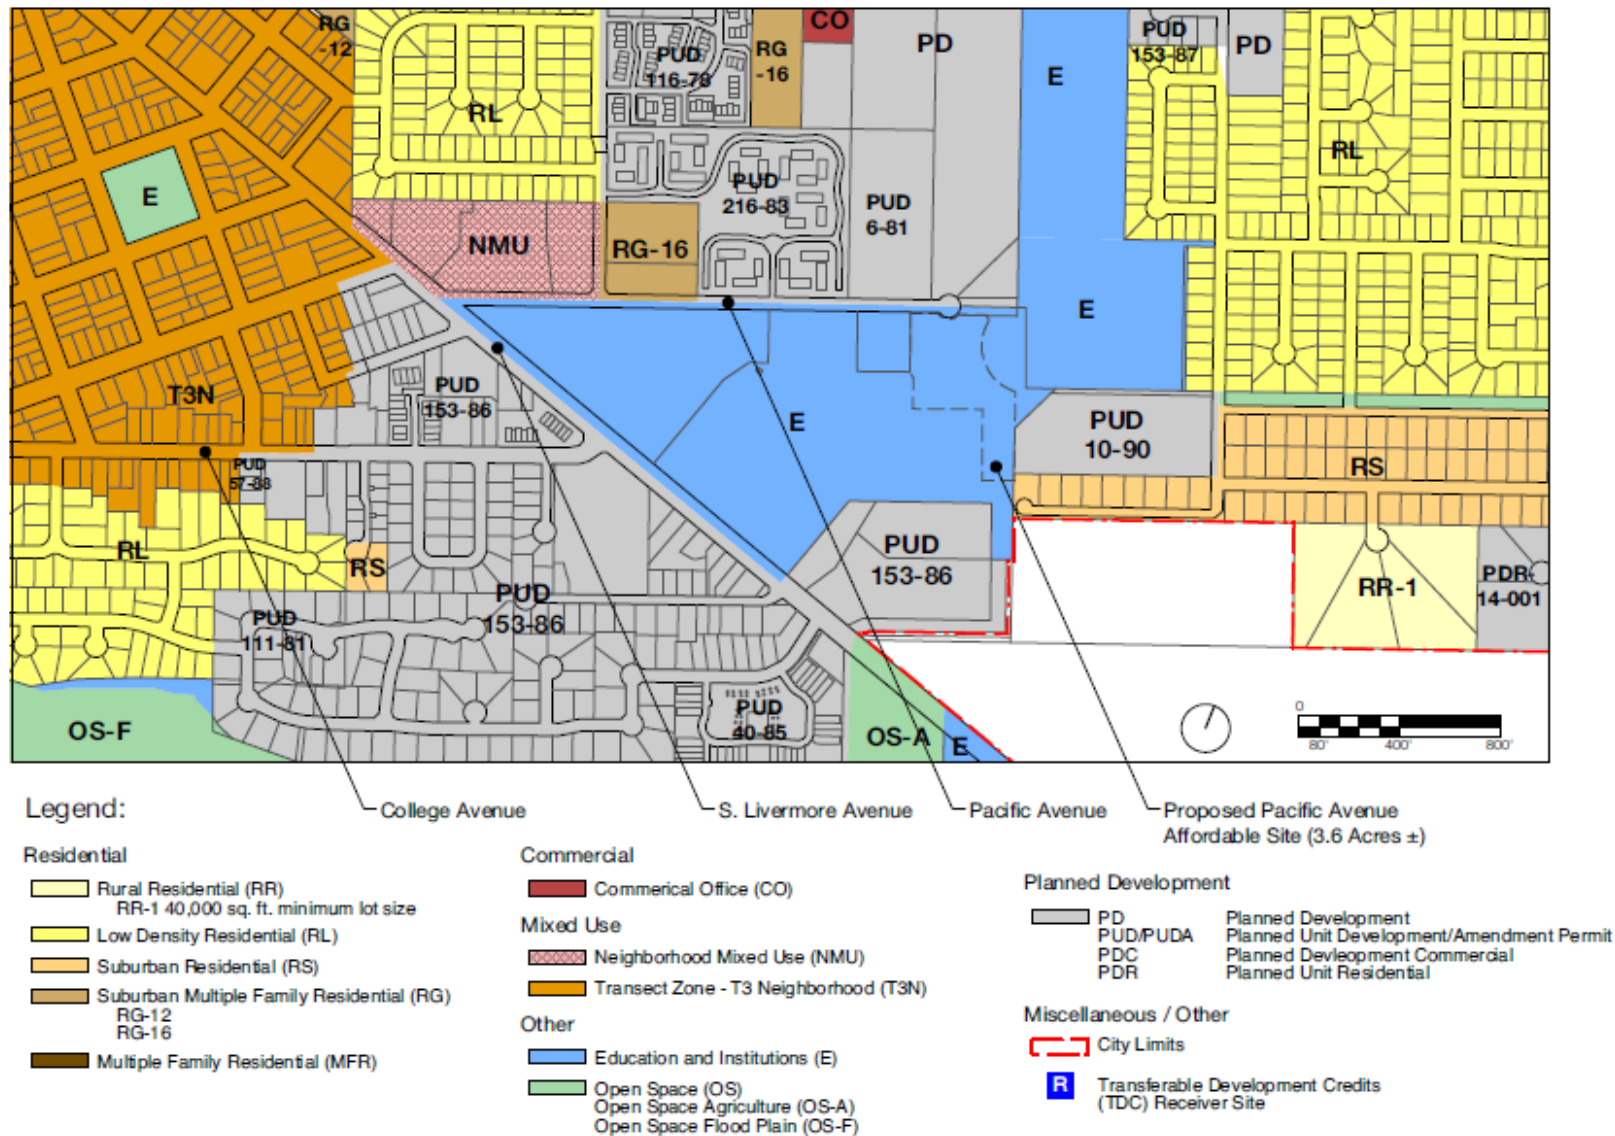 RG
-12
PUD
116-78
RG
-16
CO
PD
E
PUD
153-87
PD
RL
RL
E
PUD
216-83
PUD
6-81
NMU
RG-16
E
T3N
PUD
153-86
E
PUD
10-90
PUD
57-88
RS
RL
RS
PUD
153-86
PUD
153-86
RR-1
PDR-
14-001
PUD
111-81
OS-F
PUD
40-85
OS-A
E
0
80'
400'
800'
College Avenue
S. Livermore Avenue
Pacific Avenue
Proposed Pacific Avenue
Affordable Site (3.6 Acres ±)
Legend:
Residential
Rural Residential (RR)
RR-1 40,000 sq. ft. minimum lot size
Low Density Residential (RL)
Suburban Residential (RS)
Suburban Multiple Family Residential (RG)
RG-12
RG-16
Multiple Family Residential (MFR)
Commercial
Commerical Office (CO)
Mixed Use
Neighborhood Mixed Use (NMU)
Transect Zone - T3 Neighborhood (T3N)
Other
Education and Institutions (E)
Open Space (OS)
Open Space Agriculture (OS-A)
Open Space Flood Plain (OS-F)
Planned Development
PD Planned Development
PUD/PUDA Planned Unit Development/Amendment Permit
PDC Planned Devleopment Commercial
PDR Planned Unit Residential
Miscellaneous / Other
City Limits
R Transferable Development Credits
(TDC) Receiver Site